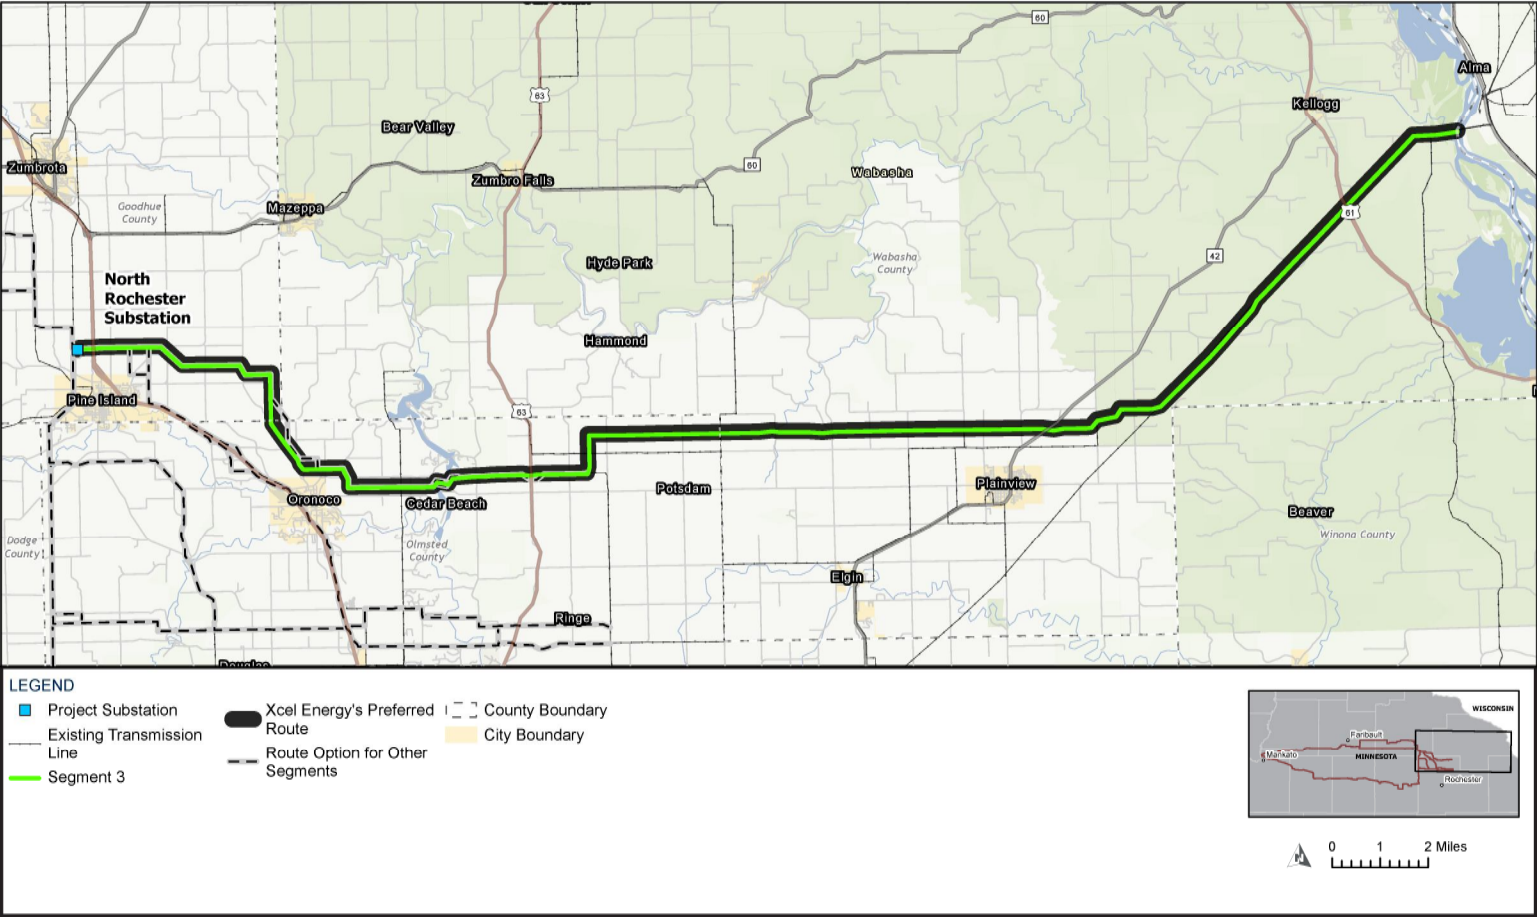 60
Alma
63
Kellogg
Bear Valley
60
Zumbrota
Zumbro Falls
Wabasha
Goodhue
County
Mazeppa
61
Hyde Park
Wabasha
County
42
North
Rochester
Substation
Hammond
Pine Island
63
Oronoco
Cedar Beach
Potsdam
Plainview
Beaver
Winona County
Dodge
County
Olmsted
County
Elgin
Ringe
Douglas
LEGEND
Project Substation
Existing Transmission
Line
Segment 3
Xcel Energy's Preferred
Route
Route Option for Other
Segments
County Boundary
City Boundary
WISCONSIN
Faribault
Mankato
MINNESOTA
Rochester
N
0 1 2 Miles